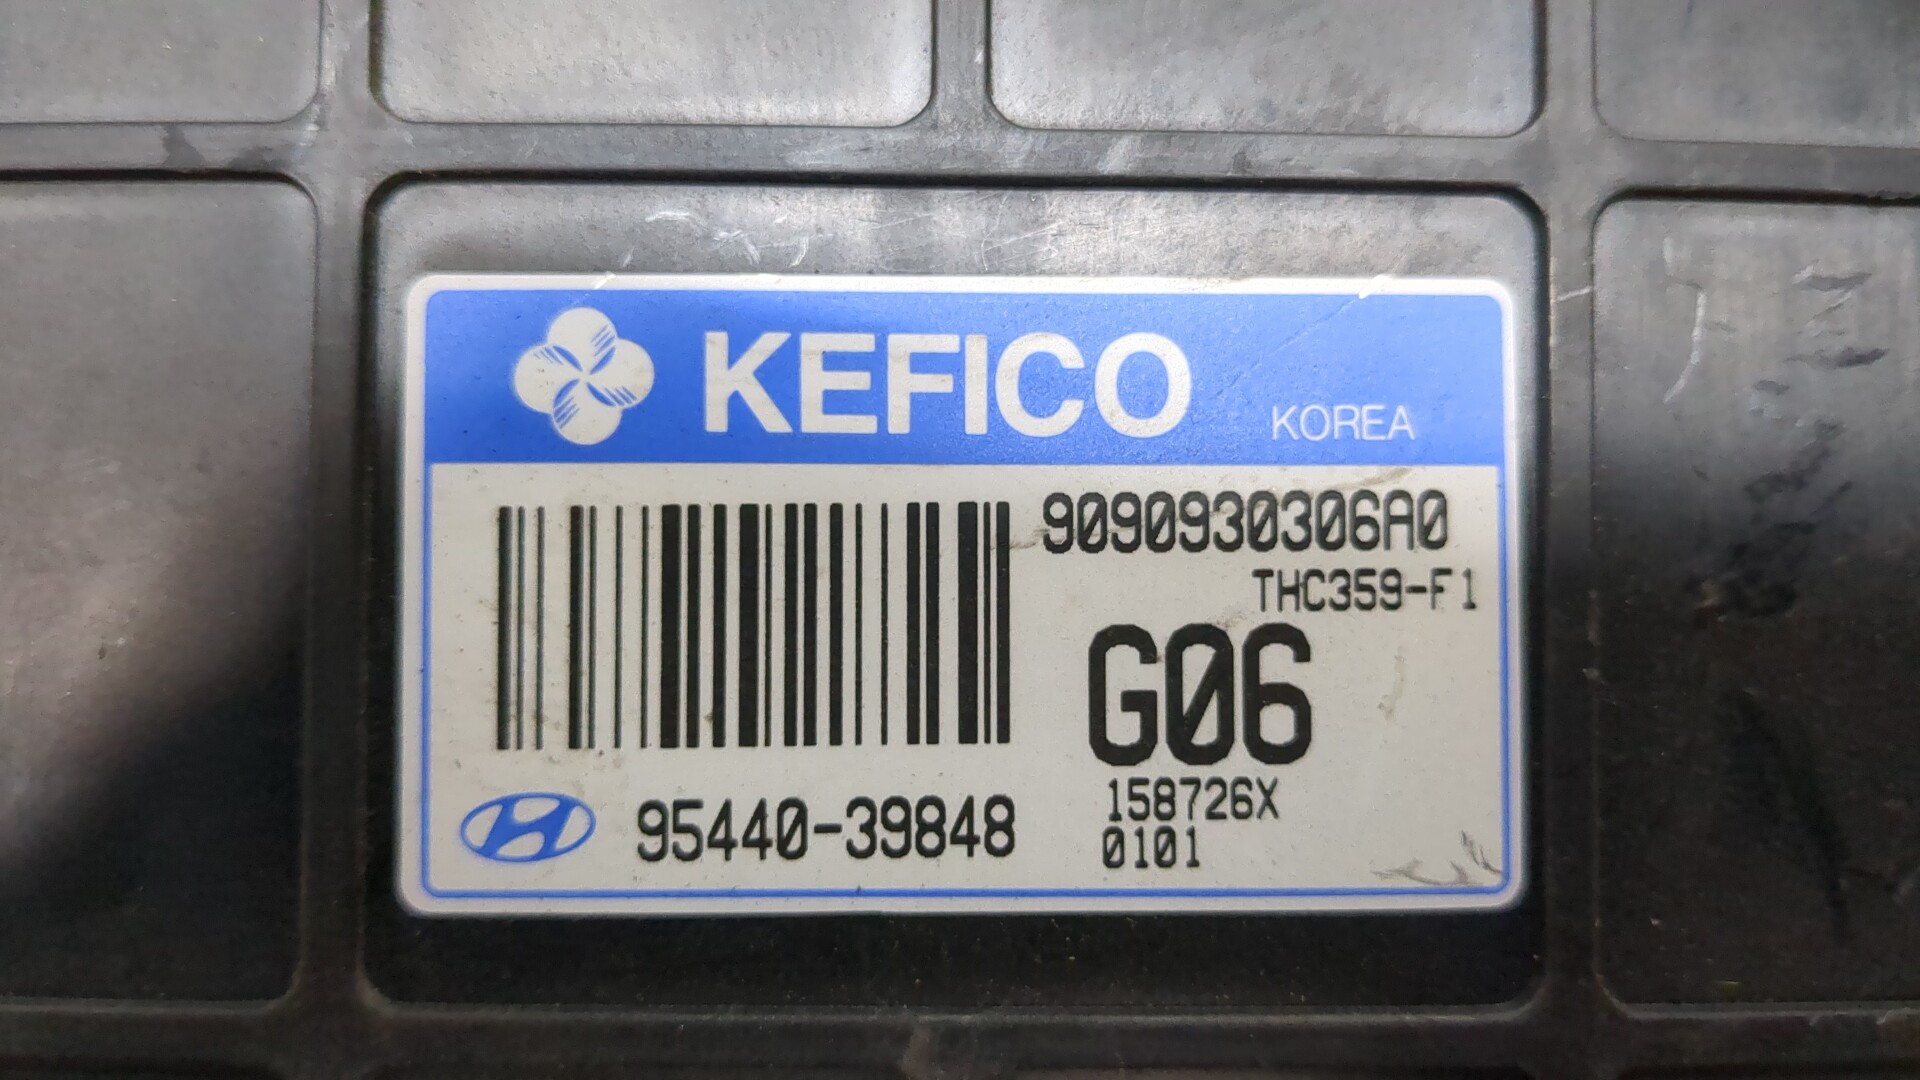 KEFICO KOREA
9090930306A0
THC359-F1
G06
158726X
95440-39848
0101